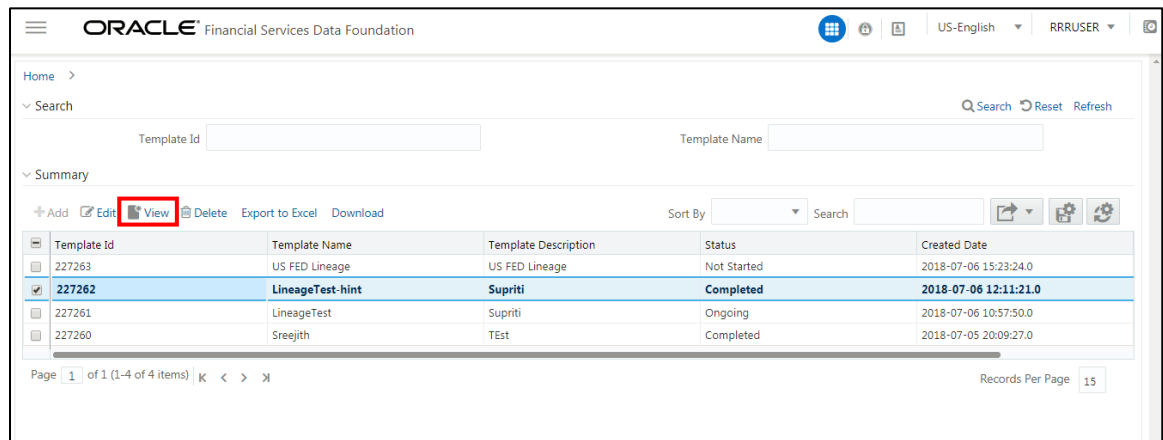 ORACLE® Financial Services Data Foundation US-English RRRUSER
Home >
Search Search Reset Refresh
Template Id Template Name
Summary
Add Edit View Delete Export to Excel Download Sort By Search
Template Id Template Name Template Description Status Created Date
227263 US FED Lineage US FED Lineage Not Started 2018-07-06 15:23:24.0
227262 LineageTest-hint Supriti Completed 2018-07-06 12:11:21.0
227261 LineageTest Supriti Ongoing 2018-07-06 10:57:50.0
227260 Sreejith TEst Completed 2018-07-05 20:09:27.0
Page 1 of 1 (1-4 of 4 items) Records Per Page 15